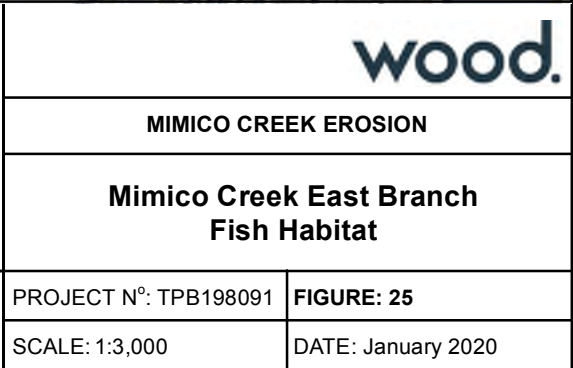 wood.
MIMICO CREEK EROSION
Mimico Creek East Branch
Fish Habitat
PROJECT Nº: TPB198091 FIGURE: 25
SCALE: 1:3,000 DATE: January 2020